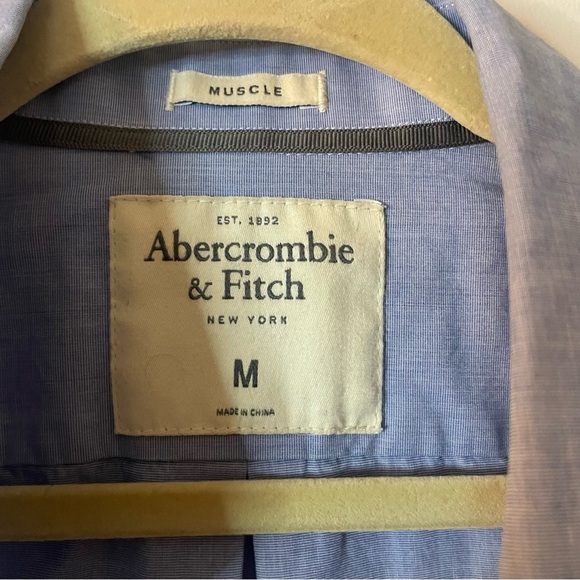 MUSCLE
EST. 1892
Abercrombie
& Fitch
NEW YORK
M
MADE IN CHINA